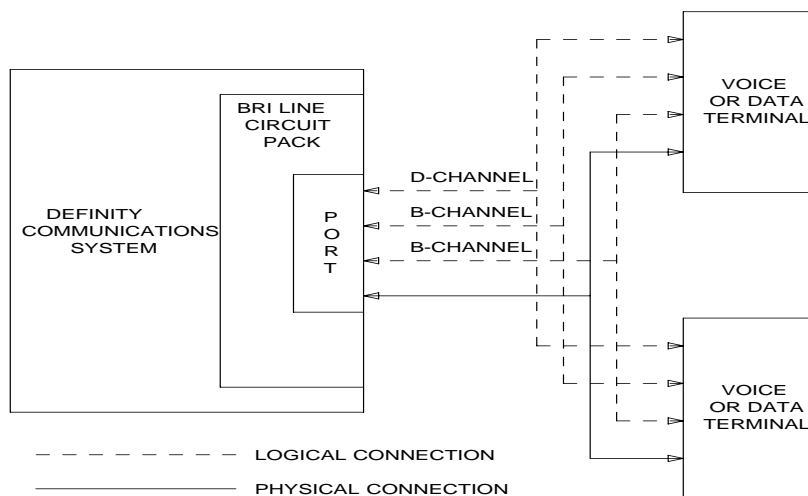 VOICE
OR DATA
TERMINAL
BRI LINE
CIRCUIT
PACK
D-CHANNEL
DEFINITY
COMMUNICATIONS
SYSTEM
P
O
R
T
B-CHANNEL
B-CHANNEL
VOICE
OR DATA
TERMINAL
LOGICAL CONNECTION
PHYSICAL CONNECTION